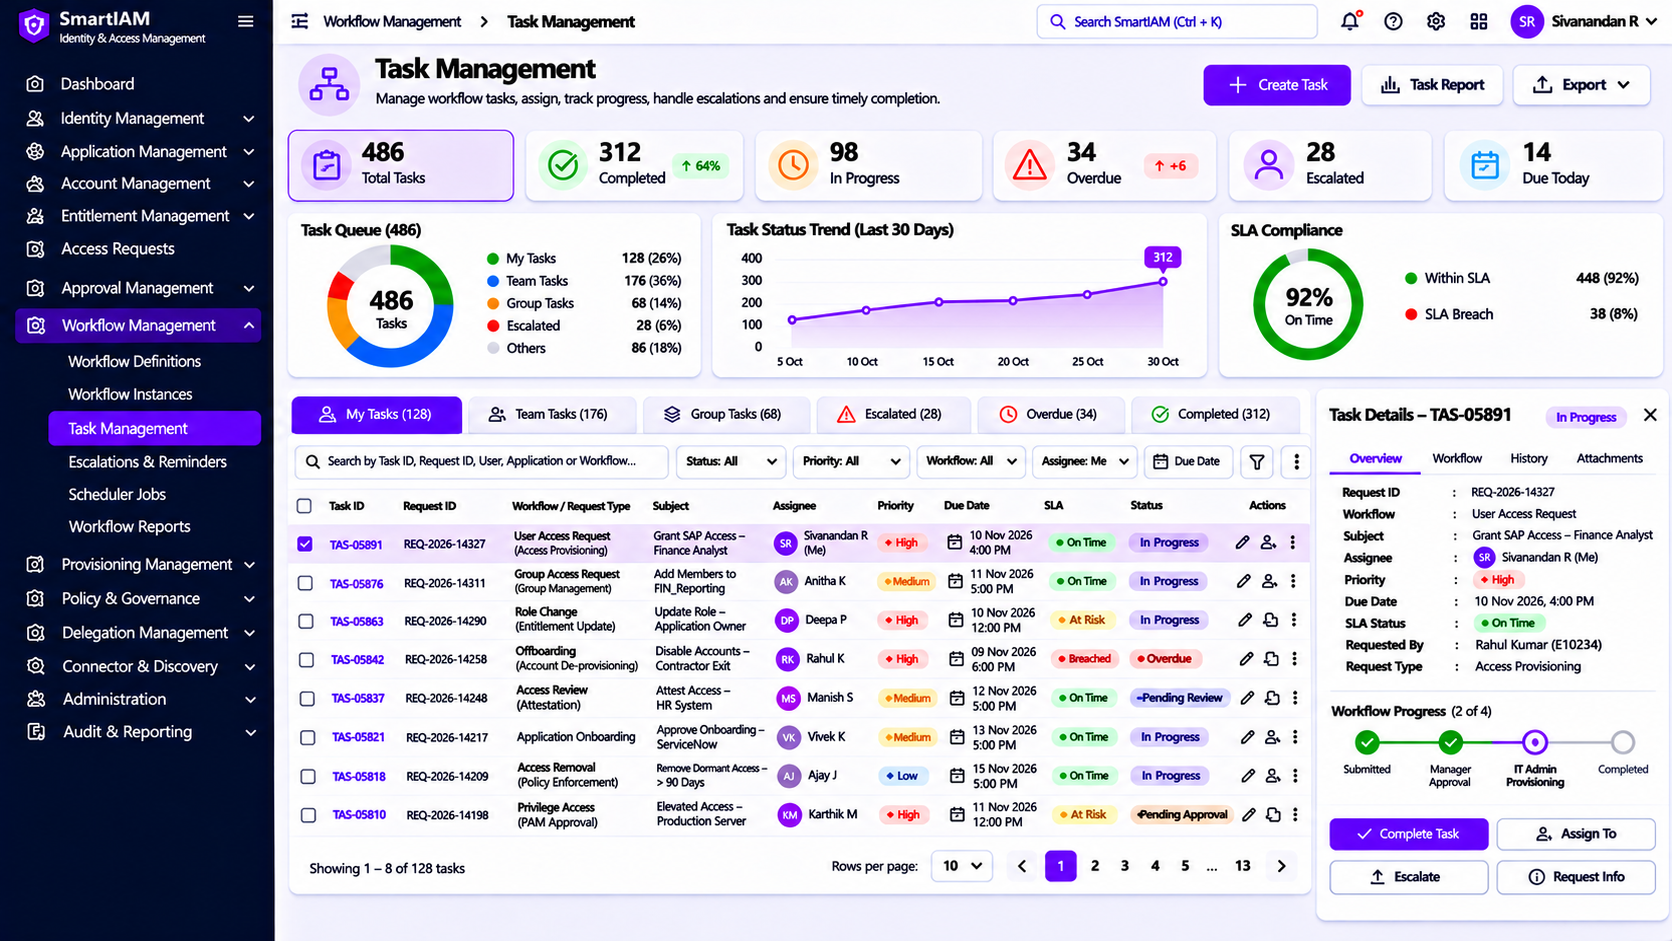 SmartIAM
Identity & Access Management
Dashboard
Identity Management
Application Management
Account Management
Entitlement Management
Access Requests
Approval Management
Workflow Management
Workflow Definitions
Workflow Instances
Task Management
Escalations & Reminders
Scheduler Jobs
Workflow Reports
Provisioning Management
Policy & Governance
Delegation Management
Connector & Discovery
Administration
Audit & Reporting
Workflow Management > Task Management
Search SmartIAM (Ctrl + K)
SR Sivanandan R
Task Management
Manage workflow tasks, assign, track progress, handle escalations and ensure timely completion.
+ Create Task
Task Report
Export
486
Total Tasks
312
Completed
↑ 64%
98
In Progress
34
Overdue
↑ +6
28
Escalated
14
Due Today
Task Queue (486)
486
Tasks
My Tasks 128 (26%)
Team Tasks 176 (36%)
Group Tasks 68 (14%)
Escalated 28 (6%)
Others 86 (18%)
Task Status Trend (Last 30 Days)
400
300
200
100
0
312
5 Oct 10 Oct 15 Oct 20 Oct 25 Oct 30 Oct
SLA Compliance
92%
On Time
Within SLA 448 (92%)
SLA Breach 38 (8%)
My Tasks (128) Team Tasks (176) Group Tasks (68) Escalated (28) Overdue (34) Completed (312)
Search by Task ID, Request ID, User, Application or Workflow... Status: All Priority: All Workflow: All Assignee: Me Due Date
Task ID Request ID Workflow / Request Type Subject Assignee Priority Due Date SLA Status Actions
TAS-05891 REQ-2026-14327 User Access Request (Access Provisioning) Grant SAP Access – Finance Analyst SR Sivanandan R (Me) High 10 Nov 2026 4:00 PM On Time In Progress
TAS-05876 REQ-2026-14311 Group Access Request (Group Management) Add Members to FIN_Reporting AK Anitha K Medium 11 Nov 2026 5:00 PM On Time In Progress
TAS-05863 REQ-2026-14290 Role Change (Entitlement Update) Update Role – Application Owner DP Deepa P High 10 Nov 2026 12:00 PM At Risk In Progress
TAS-05842 REQ-2026-14258 Offboarding (Account De-provisioning) Disable Accounts – Contractor Exit RK Rahul K High 09 Nov 2026 6:00 PM Breached Overdue
TAS-05837 REQ-2026-14248 Access Review (Attestation) Attest Access – HR System MS Manish S Medium 12 Nov 2026 5:00 PM On Time Pending Review
TAS-05821 REQ-2026-14217 Application Onboarding Approve Onboarding – ServiceNow VK Vivek K Medium 13 Nov 2026 5:00 PM On Time In Progress
TAS-05818 REQ-2026-14209 Access Removal (Policy Enforcement) Remove Dormant Access – > 90 Days AJ Ajay J Low 15 Nov 2026 5:00 PM On Time In Progress
TAS-05810 REQ-2026-14198 Privilege Access (PAM Approval) Elevated Access – Production Server KM Karthik M High 11 Nov 2026 12:00 PM At Risk Pending Approval
Showing 1 – 8 of 128 tasks
Rows per page: 10 < 1 2 3 4 5 ... 13 >
Task Details – TAS-05891 In Progress
Overview Workflow History Attachments
Request ID : REQ-2026-14327
Workflow : User Access Request
Subject : Grant SAP Access – Finance Analyst
Assignee : SR Sivanandan R (Me)
Priority : High
Due Date : 10 Nov 2026, 4:00 PM
SLA Status : On Time
Requested By : Rahul Kumar (E10234)
Request Type : Access Provisioning
Workflow Progress (2 of 4)
Submitted
Manager Approval
IT Admin Provisioning
Completed
Complete Task
Assign To
Escalate
Request Info